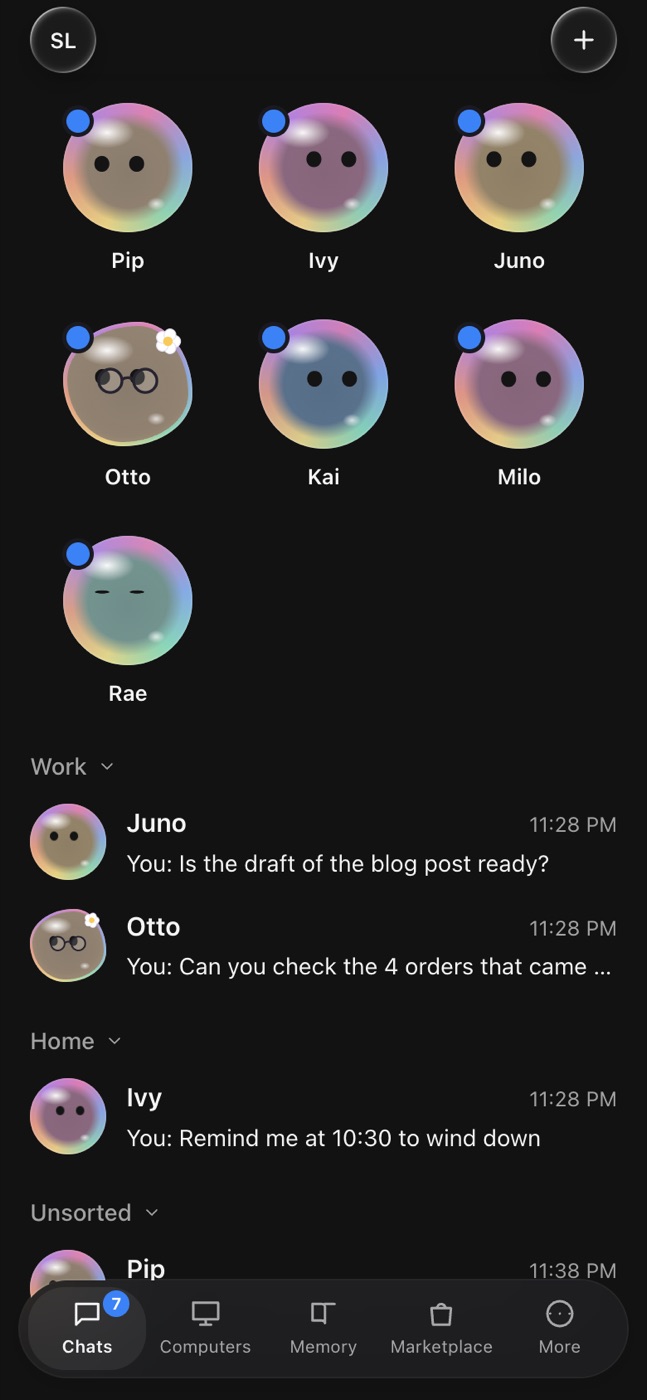 SL
Pip
Ivy
Juno
Otto
Kai
Milo
Rae
Work
Juno
11:28 PM
You: Is the draft of the blog post ready?
Otto
11:28 PM
You: Can you check the 4 orders that came ...
Home
Ivy
11:28 PM
You: Remind me at 10:30 to wind down
Unsorted
Pip
11:38 PM
7
Chats
Computers
Memory
Marketplace
More